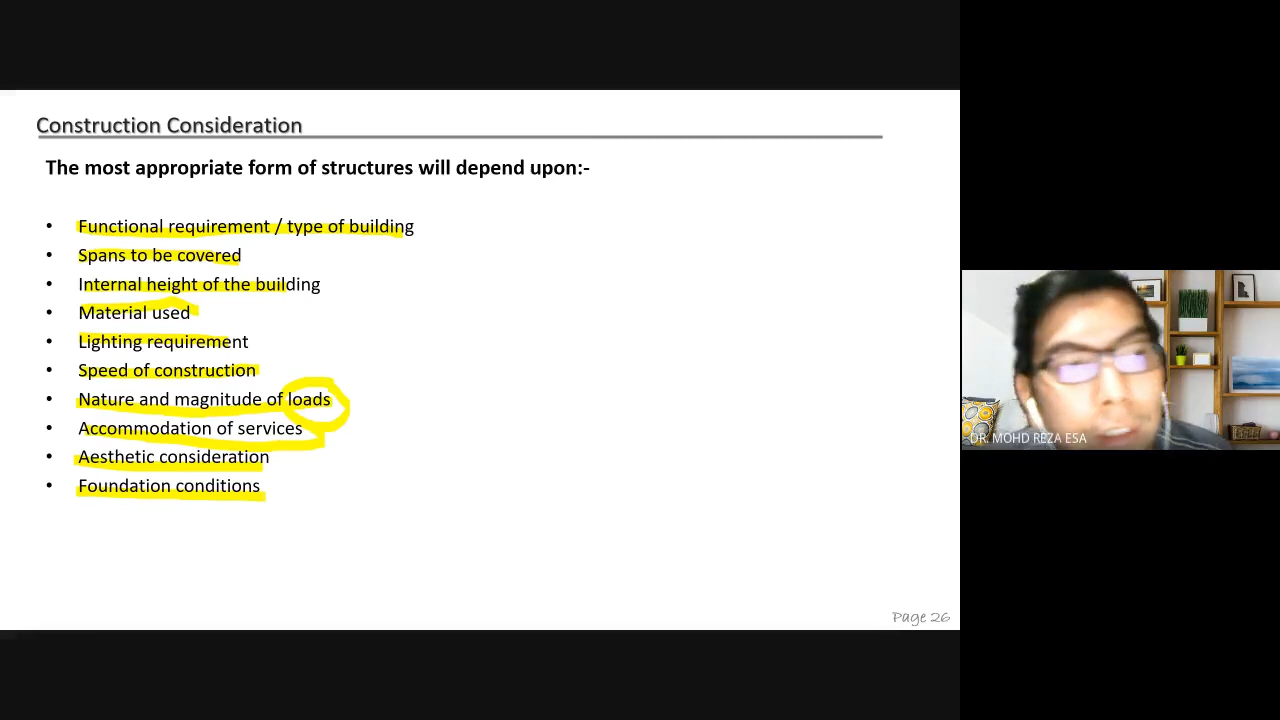 Construction Consideration
The most appropriate form of structures will depend upon:-
• Functional requirement / type of building
• Spans to be covered
• Internal height of the building
• Material used
• Lighting requirement
• Speed of construction
• Nature and magnitude of loads
• Accommodation of services
• Aesthetic consideration
• Foundation conditions
Page 26
DR. MOHD REZA ESA